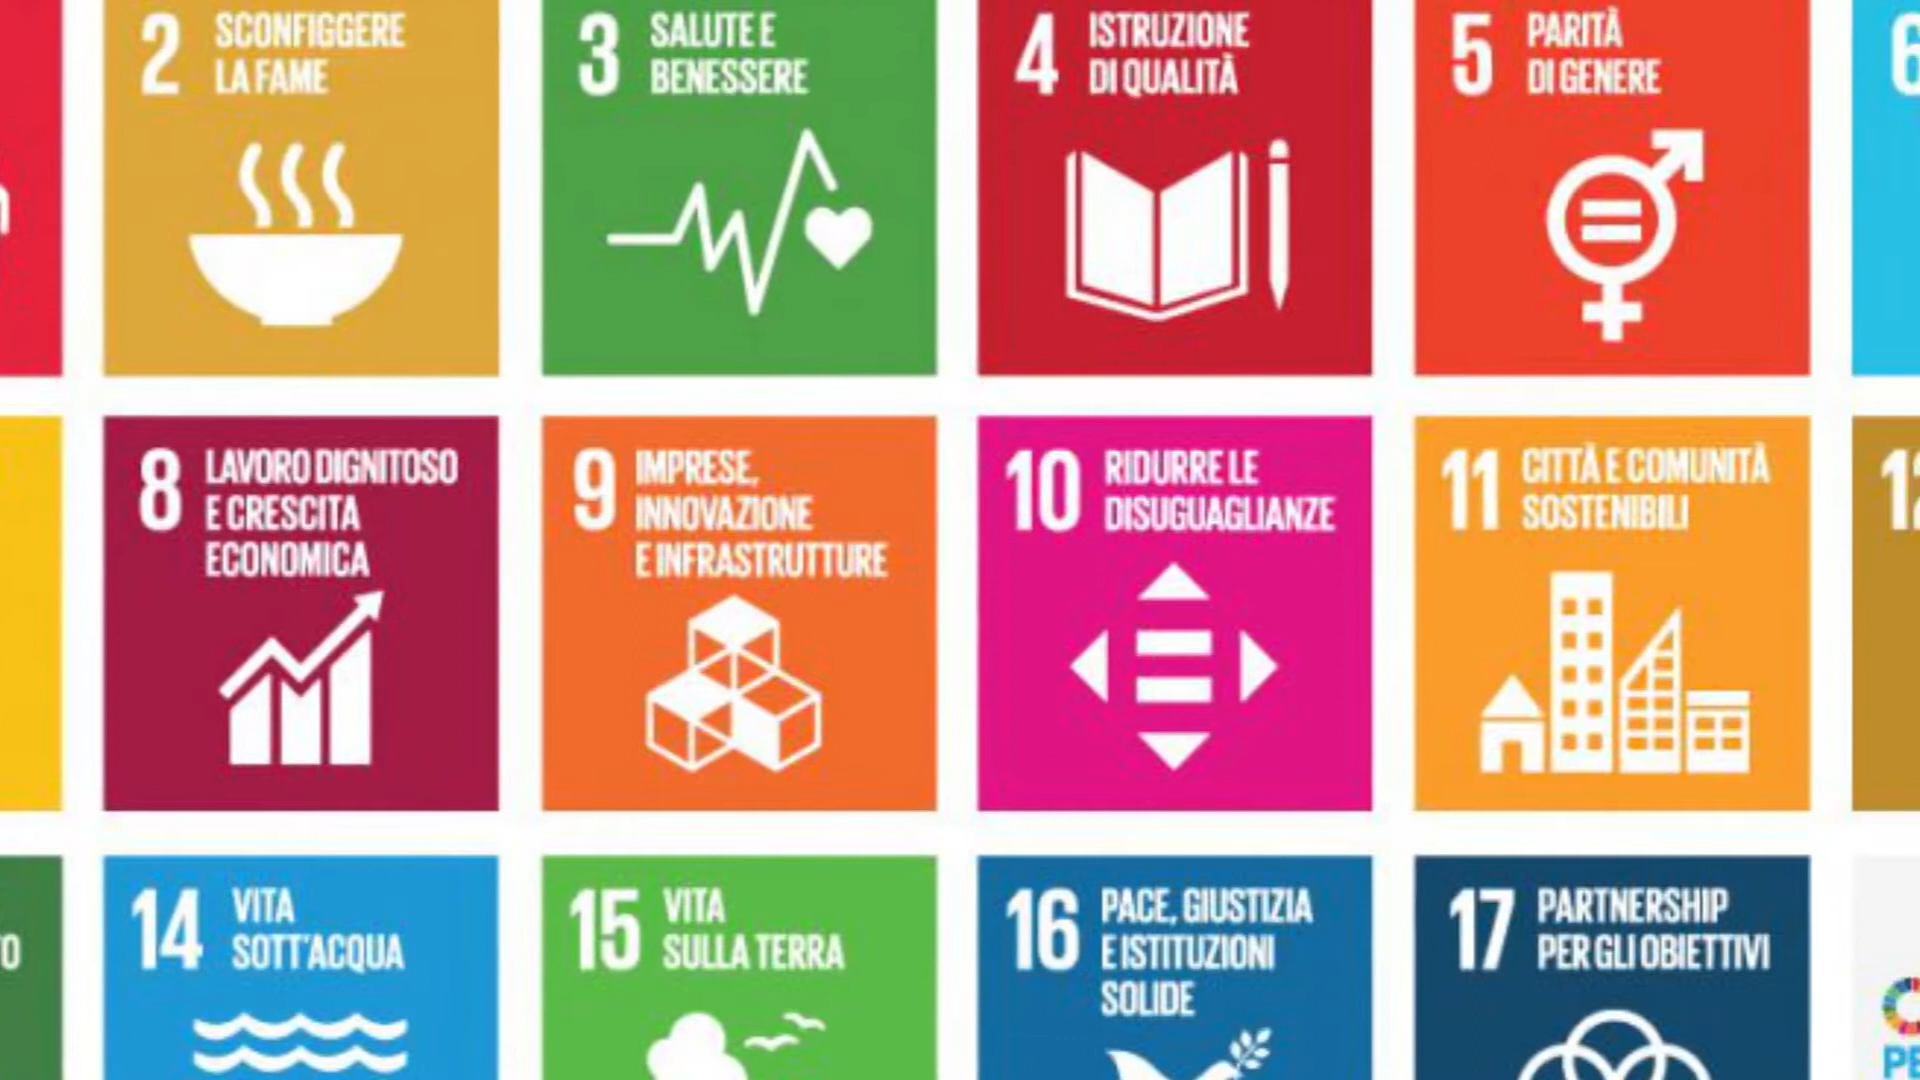 2 SCONFIGGERE
LA FAME
3 SALUTE E
BENESSERE
4 ISTRUZIONE
DI QUALITÀ
5 PARITÀ
DI GENERE
6
8 LAVORO DIGNITOSO
E CRESCITA
ECONOMICA
9 IMPRESE,
INNOVAZIONE
E INFRASTRUTTURE
10 RIDURRE LE
DISUGUAGLIANZE
11 CITTÀ E COMUNITÀ
SOSTENIBILI
12
14 VITA
SOTT'ACQUA
15 VITA
SULLA TERRA
16 PACE, GIUSTIZIA
E ISTITUZIONI
SOLIDE
17 PARTNERSHIP
PER GLI OBIETTIVI